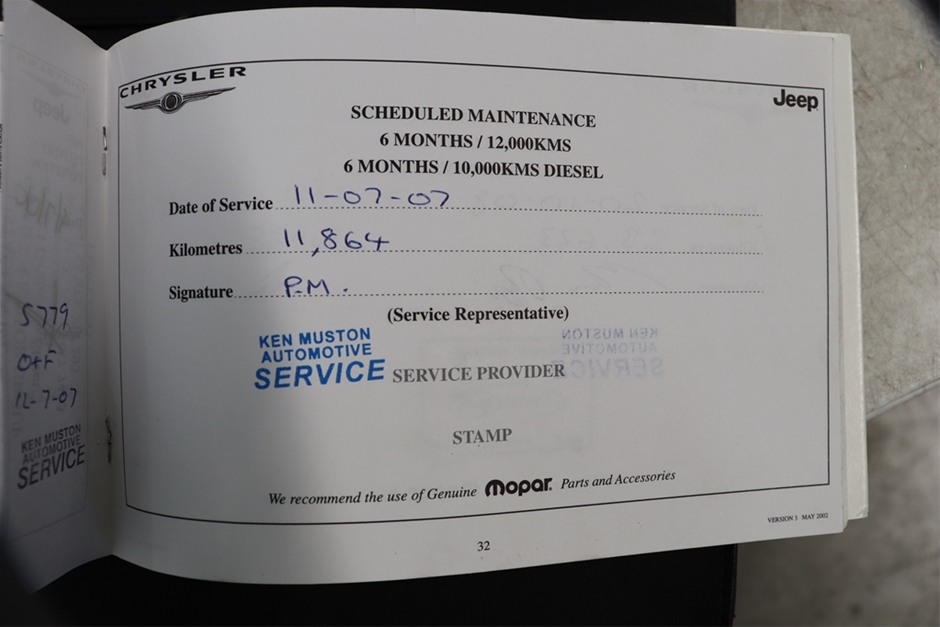 5779
OFF
12-7-07
KEN MUSTON
AUTOMOTIVE
SERVICE
CHRYSLER
Jeep
SCHEDULED MAINTENANCE
6 MONTHS / 12,000KMS
6 MONTHS / 10,000KMS DIESEL
Date of Service 11-07-07
Kilometres 11,864
Signature P.M.
(Service Representative)
KEN MUSTON
AUTOMOTIVE
SERVICE
SERVICE PROVIDER
STAMP
We recommend the use of Genuine Mopar. Parts and Accessories
VERSION 3 MAY 2002
32